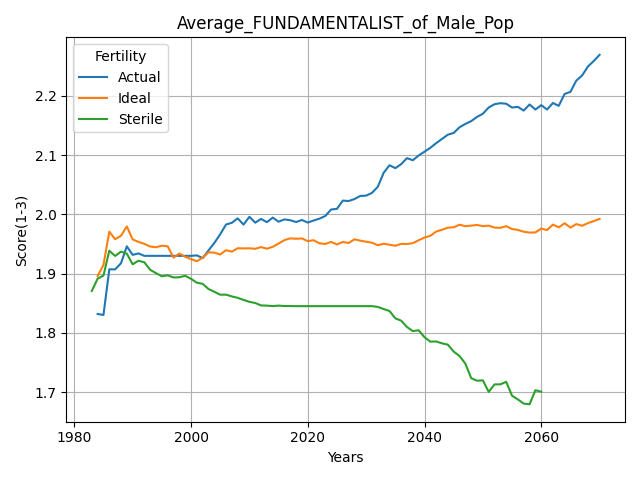 Average_FUNDAMENTALIST_of_Male_Pop
Fertility
Actual
Ideal
Sterile
Score(1-3)
2.2
2.1
2.0
1.9
1.8
1.7
1980
2000
2020
2040
2060
Years